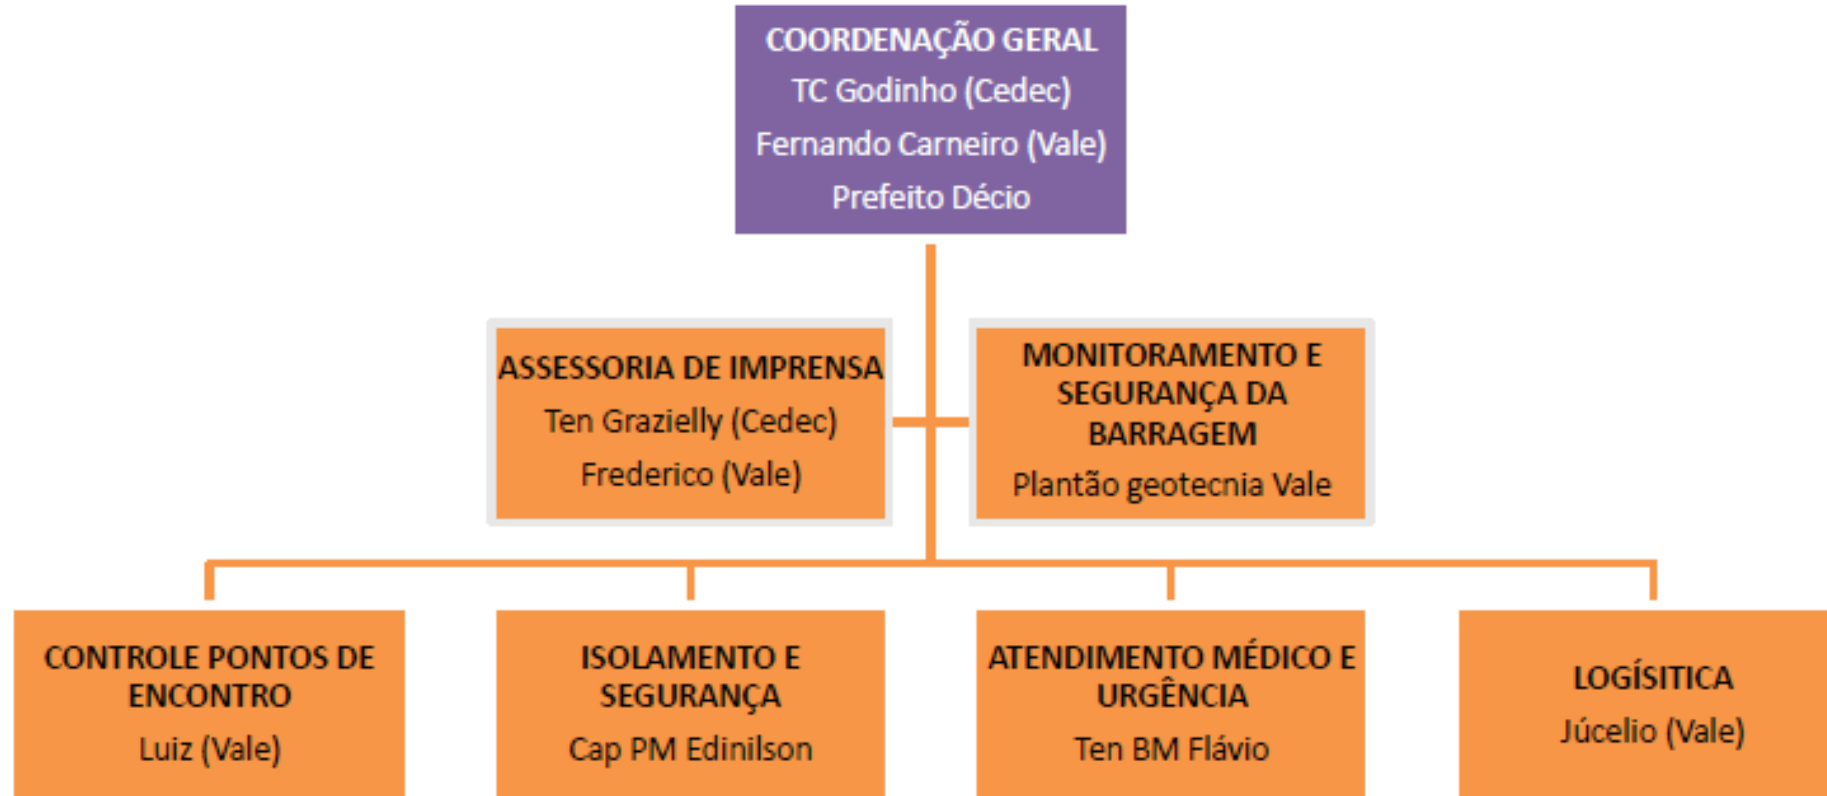 COORDENAÇÃO GERAL
TC Godinho (Cedec)
Fernando Carneiro (Vale)
Prefeito Décio
ASSESSORIA DE IMPRENSA
Ten Grazielly (Cedec)
Frederico (Vale)
MONITORAMENTO E
SEGURANÇA DA
BARRAGEM
Plantão geotecnia Vale
CONTROLE PONTOS DE
ENCONTRO
Luiz (Vale)
ISOLAMENTO E
SEGURANÇA
Cap PM Edinilson
ATENDIMENTO MÉDICO E
URGÊNCIA
Ten BM Flávio
LOGÍSITICA
Júcelio (Vale)